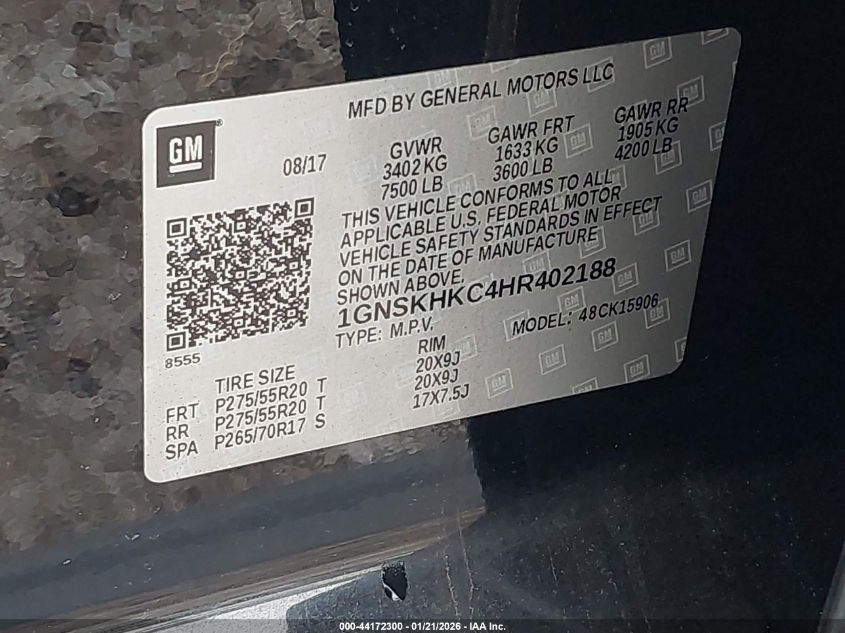 MFD BY GENERAL MOTORS LLC
GM®
08/17
GVWR
3402 KG
7500 LB
GAWR FRT
1633 KG
3600 LB
GAWR RR
1905 KG
4200 LB
THIS VEHICLE CONFORMS TO ALL
APPLICABLE U.S. FEDERAL MOTOR
VEHICLE SAFETY STANDARDS IN EFFECT
ON THE DATE OF MANUFACTURE
SHOWN ABOVE.
1GNSKHKC4HR402188
TYPE: M.P.V.
MODEL: 48CK15906
8555
TIRE SIZE
RIM
FRT P275/55R20 T 20X9J
RR P275/55R20 T 20X9J
SPA P265/70R17 S 17X7.5J
000-44172300 - 01/21/2026 - IAA Inc.